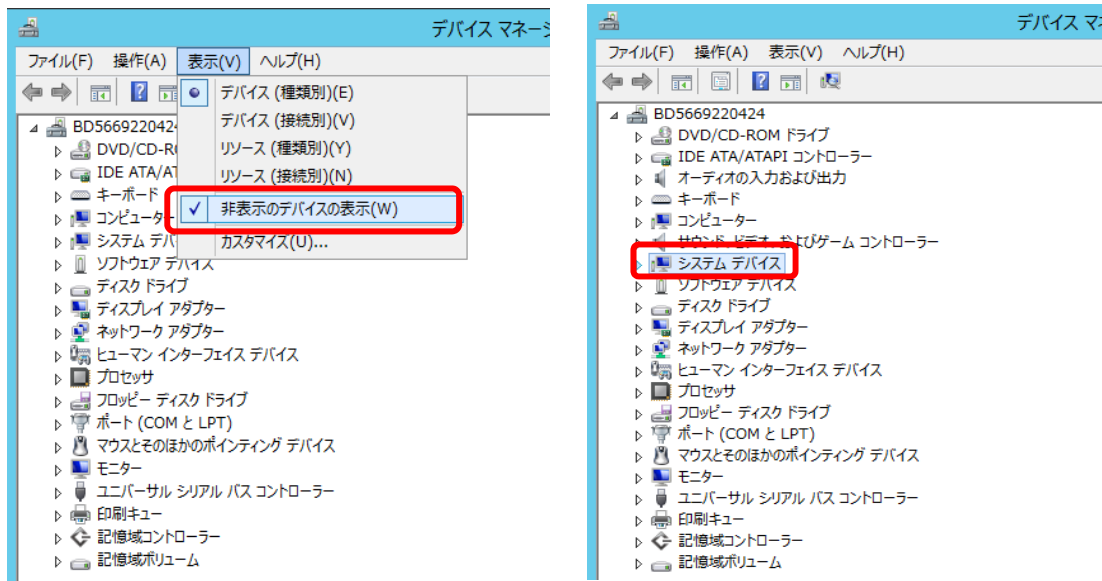 デバイス マネージ
ファイル(F) 操作(A) 表示(V) ヘルプ(H)
デバイス (種類別)(E)
デバイス (接続別)(V)
リソース (種類別)(Y)
リソース (接続別)(N)
非表示のデバイスの表示(W)
カスタマイズ(U)...
BD5669220424
DVD/CD-R
IDE ATA/AT
キーボード
コンピューター
システム デバ
ソフトウェア デバイス
ディスク ドライブ
ディスプレイ アダプター
ネットワーク アダプター
ヒューマン インターフェイス デバイス
プロセッサ
フロッピー ディスク ドライブ
ポート (COM と LPT)
マウスとそのほかのポインティング デバイス
モニター
ユニバーサル シリアル バス コントローラー
印刷キュー
記憶域コントローラー
記憶域ボリューム
デバイス マ
ファイル(F) 操作(A) 表示(V) ヘルプ(H)
BD5669220424
DVD/CD-ROM ドライブ
IDE ATA/ATAPI コントローラー
オーディオの入力および出力
キーボード
コンピューター
サウンド、ビデオ、およびゲーム コントローラー
システム デバイス
ソフトウェア デバイス
ディスク ドライブ
ディスプレイ アダプター
ネットワーク アダプター
ヒューマン インターフェイス デバイス
プロセッサ
フロッピー ディスク ドライブ
ポート (COM と LPT)
マウスとそのほかのポインティング デバイス
モニター
ユニバーサル シリアル バス コントローラー
印刷キュー
記憶域コントローラー
記憶域ボリューム